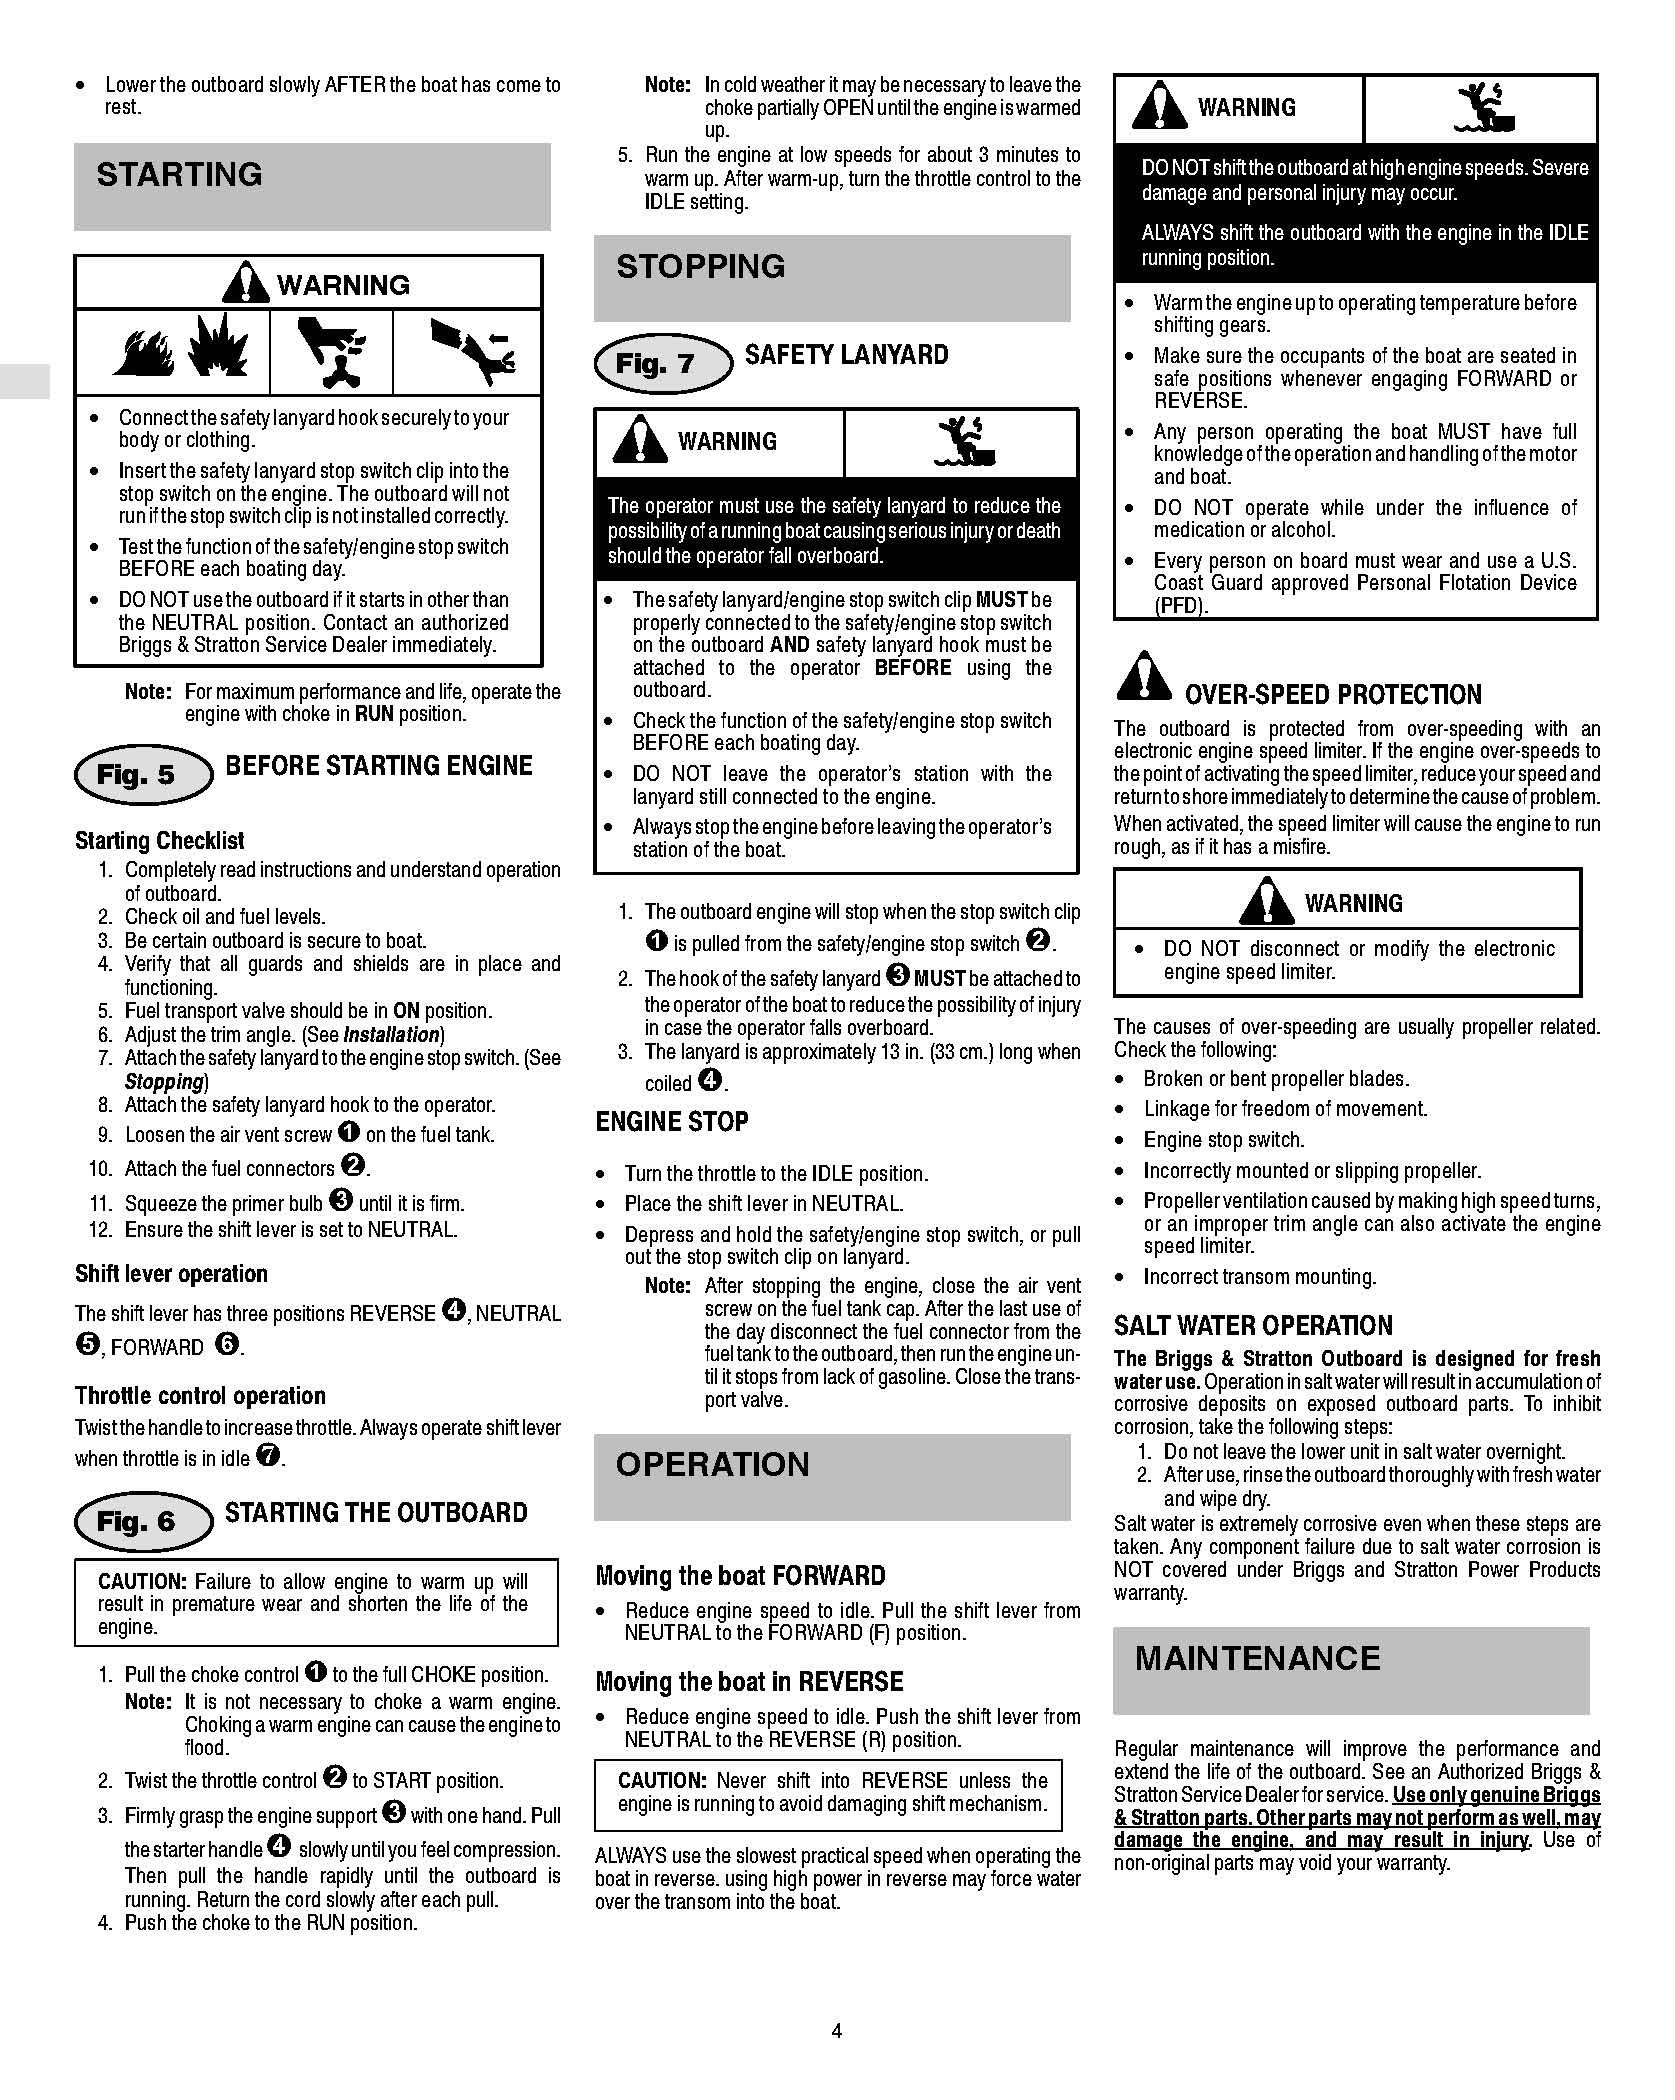 • Lower the outboard slowly AFTER the boat has come to
rest.
STARTING
WARNING
• Connect the safety lanyard hook securely to your
body or clothing.
• Insert the safety lanyard stop switch clip into the
stop switch on the engine. The outboard will not
run if the stop switch clip is not installed correctly.
• Test the function of the safety/engine stop switch
BEFORE each boating day.
• DO NOT use the outboard if it starts in other than
the NEUTRAL position. Contact an authorized
Briggs & Stratton Service Dealer immediately.
Note: For maximum performance and life, operate the
engine with choke in RUN position.
Fig. 5 BEFORE STARTING ENGINE
Starting Checklist
1. Completely read instructions and understand operation
of outboard.
2. Check oil and fuel levels.
3. Be certain outboard is secure to boat.
4. Verify that all guards and shields are in place and
functioning.
5. Fuel transport valve should be in ON position.
6. Adjust the trim angle. (See Installation)
7. Attach the safety lanyard to the engine stop switch. (See
Stopping)
8. Attach the safety lanyard hook to the operator.
9. Loosen the air vent screw ❶ on the fuel tank.
10. Attach the fuel connectors ❷.
11. Squeeze the primer bulb ❸ until it is firm.
12. Ensure the shift lever is set to NEUTRAL.
Shift lever operation
The shift lever has three positions REVERSE ❹, NEUTRAL
❺, FORWARD ❻.
Throttle control operation
Twist the handle to increase throttle. Always operate shift lever
when throttle is in idle ❼.
Fig. 6 STARTING THE OUTBOARD
CAUTION: Failure to allow engine to warm up will
result in premature wear and shorten the life of the
engine.
1. Pull the choke control ❶ to the full CHOKE position.
Note: It is not necessary to choke a warm engine.
Choking a warm engine can cause the engine to
flood.
2. Twist the throttle control ❷ to START position.
3. Firmly grasp the engine support ❸ with one hand. Pull
the starter handle ❹ slowly until you feel compression.
Then pull the handle rapidly until the outboard is
running. Return the cord slowly after each pull.
4. Push the choke to the RUN position.
Note: In cold weather it may be necessary to leave the
choke partially OPEN until the engine is warmed
up.
5. Run the engine at low speeds for about 3 minutes to
warm up. After warm-up, turn the throttle control to the
IDLE setting.
STOPPING
Fig. 7 SAFETY LANYARD
WARNING
The operator must use the safety lanyard to reduce the
possibility of a running boat causing serious injury or death
should the operator fall overboard.
• The safety lanyard/engine stop switch clip MUST be
properly connected to the safety/engine stop switch
on the outboard AND safety lanyard hook must be
attached to the operator BEFORE using the
outboard.
• Check the function of the safety/engine stop switch
BEFORE each boating day.
• DO NOT leave the operator's station with the
lanyard still connected to the engine.
• Always stop the engine before leaving the operator's
station of the boat.
1. The outboard engine will stop when the stop switch clip
❶ is pulled from the safety/engine stop switch ❷.
2. The hook of the safety lanyard ❸ MUST be attached to
the operator of the boat to reduce the possibility of injury
in case the operator falls overboard.
3. The lanyard is approximately 13 in. (33 cm.) long when
coiled ❹.
ENGINE STOP
• Turn the throttle to the IDLE position.
• Place the shift lever in NEUTRAL.
• Depress and hold the safety/engine stop switch, or pull
out the stop switch clip on lanyard.
Note: After stopping the engine, close the air vent
screw on the fuel tank cap. After the last use of
the day disconnect the fuel connector from the
fuel tank to the outboard, then run the engine un-
til it stops from lack of gasoline. Close the trans-
port valve.
OPERATION
Moving the boat FORWARD
• Reduce engine speed to idle. Pull the shift lever from
NEUTRAL to the FORWARD (F) position.
Moving the boat in REVERSE
• Reduce engine speed to idle. Push the shift lever from
NEUTRAL to the REVERSE (R) position.
CAUTION: Never shift into REVERSE unless the
engine is running to avoid damaging shift mechanism.
ALWAYS use the slowest practical speed when operating the
boat in reverse. using high power in reverse may force water
over the transom into the boat.
WARNING
DO NOT shift the outboard at high engine speeds. Severe
damage and personal injury may occur.
ALWAYS shift the outboard with the engine in the IDLE
running position.
• Warm the engine up to operating temperature before
shifting gears.
• Make sure the occupants of the boat are seated in
safe positions whenever engaging FORWARD or
REVERSE.
• Any person operating the boat MUST have full
knowledge of the operation and handling of the motor
and boat.
• DO NOT operate while under the influence of
medication or alcohol.
• Every person on board must wear and use a U.S.
Coast Guard approved Personal Flotation Device
(PFD).
OVER-SPEED PROTECTION
The outboard is protected from over-speeding with an
electronic engine speed limiter. If the engine over-speeds to
the point of activating the speed limiter, reduce your speed and
return to shore immediately to determine the cause of problem.
When activated, the speed limiter will cause the engine to run
rough, as if it has a misfire.
WARNING
• DO NOT disconnect or modify the electronic
engine speed limiter.
The causes of over-speeding are usually propeller related.
Check the following:
• Broken or bent propeller blades.
• Linkage for freedom of movement.
• Engine stop switch.
• Incorrectly mounted or slipping propeller.
• Propeller ventilation caused by making high speed turns,
or an improper trim angle can also activate the engine
speed limiter.
• Incorrect transom mounting.
SALT WATER OPERATION
The Briggs & Stratton Outboard is designed for fresh
water use. Operation in salt water will result in accumulation of
corrosive deposits on exposed outboard parts. To inhibit
corrosion, take the following steps:
1. Do not leave the lower unit in salt water overnight.
2. After use, rinse the outboard thoroughly with fresh water
and wipe dry.
Salt water is extremely corrosive even when these steps are
taken. Any component failure due to salt water corrosion is
NOT covered under Briggs and Stratton Power Products
warranty.
MAINTENANCE
Regular maintenance will improve the performance and
extend the life of the outboard. See an Authorized Briggs &
Stratton Service Dealer for service. Use only genuine Briggs
& Stratton parts. Other parts may not perform as well, may
damage the engine, and may result in injury. Use of
non-original parts may void your warranty.
4